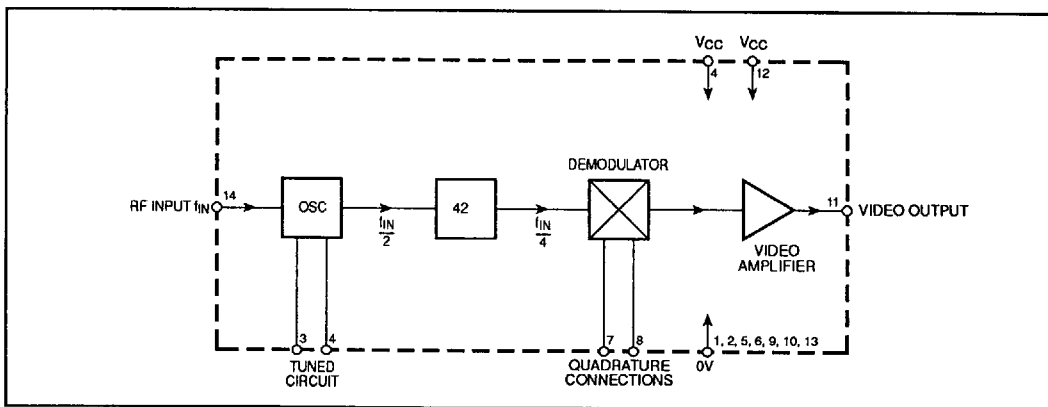 VCC VCC
4 12
DEMODULATOR
RF INPUT fIN
14
OSC
fIN
2
42
fIN
4
11
VIDEO OUTPUT
VIDEO
AMPLIFIER
3 4
TUNED
CIRCUIT
7 8
QUADRATURE
CONNECTIONS
1, 2, 5, 6, 9, 10, 13
0V